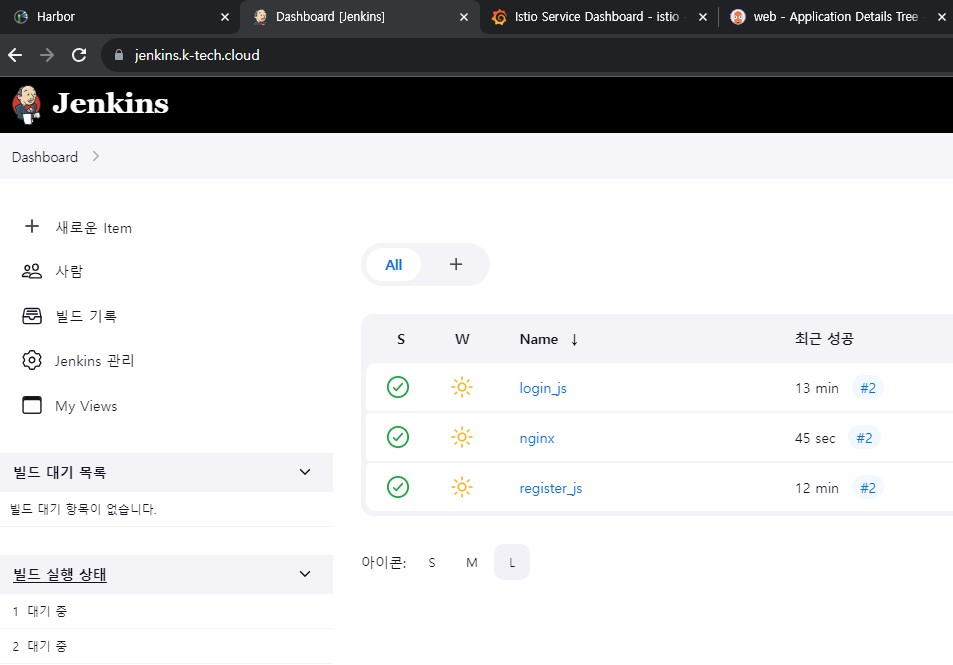 Harbor
Dashboard [Jenkins]
Istio Service Dashboard - istio
web - Application Details Tree
jenkins.k-tech.cloud
Jenkins
Dashboard
새로운 Item
사람
빌드 기록
Jenkins 관리
My Views
빌드 대기 목록
빌드 대기 항목이 없습니다.
빌드 실행 상태
1 대기 중
2 대기 중
All +
S W Name ↓ 최근 성공
login_js 13 min #2
nginx 45 sec #2
register_js 12 min #2
아이콘: S M L